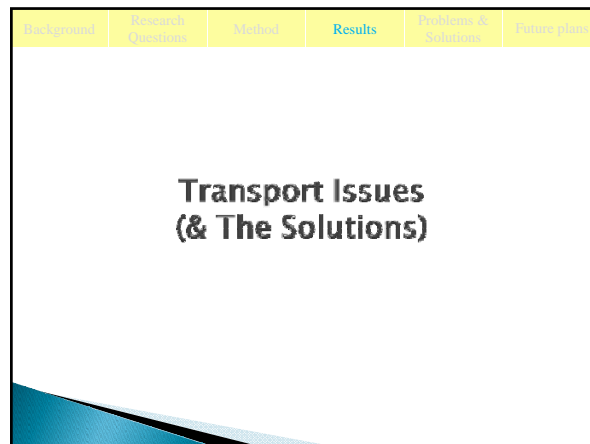 Background
Research
Questions
Method
Results
Problems &
Solutions
Future plans
Transport Issues
(& The Solutions)